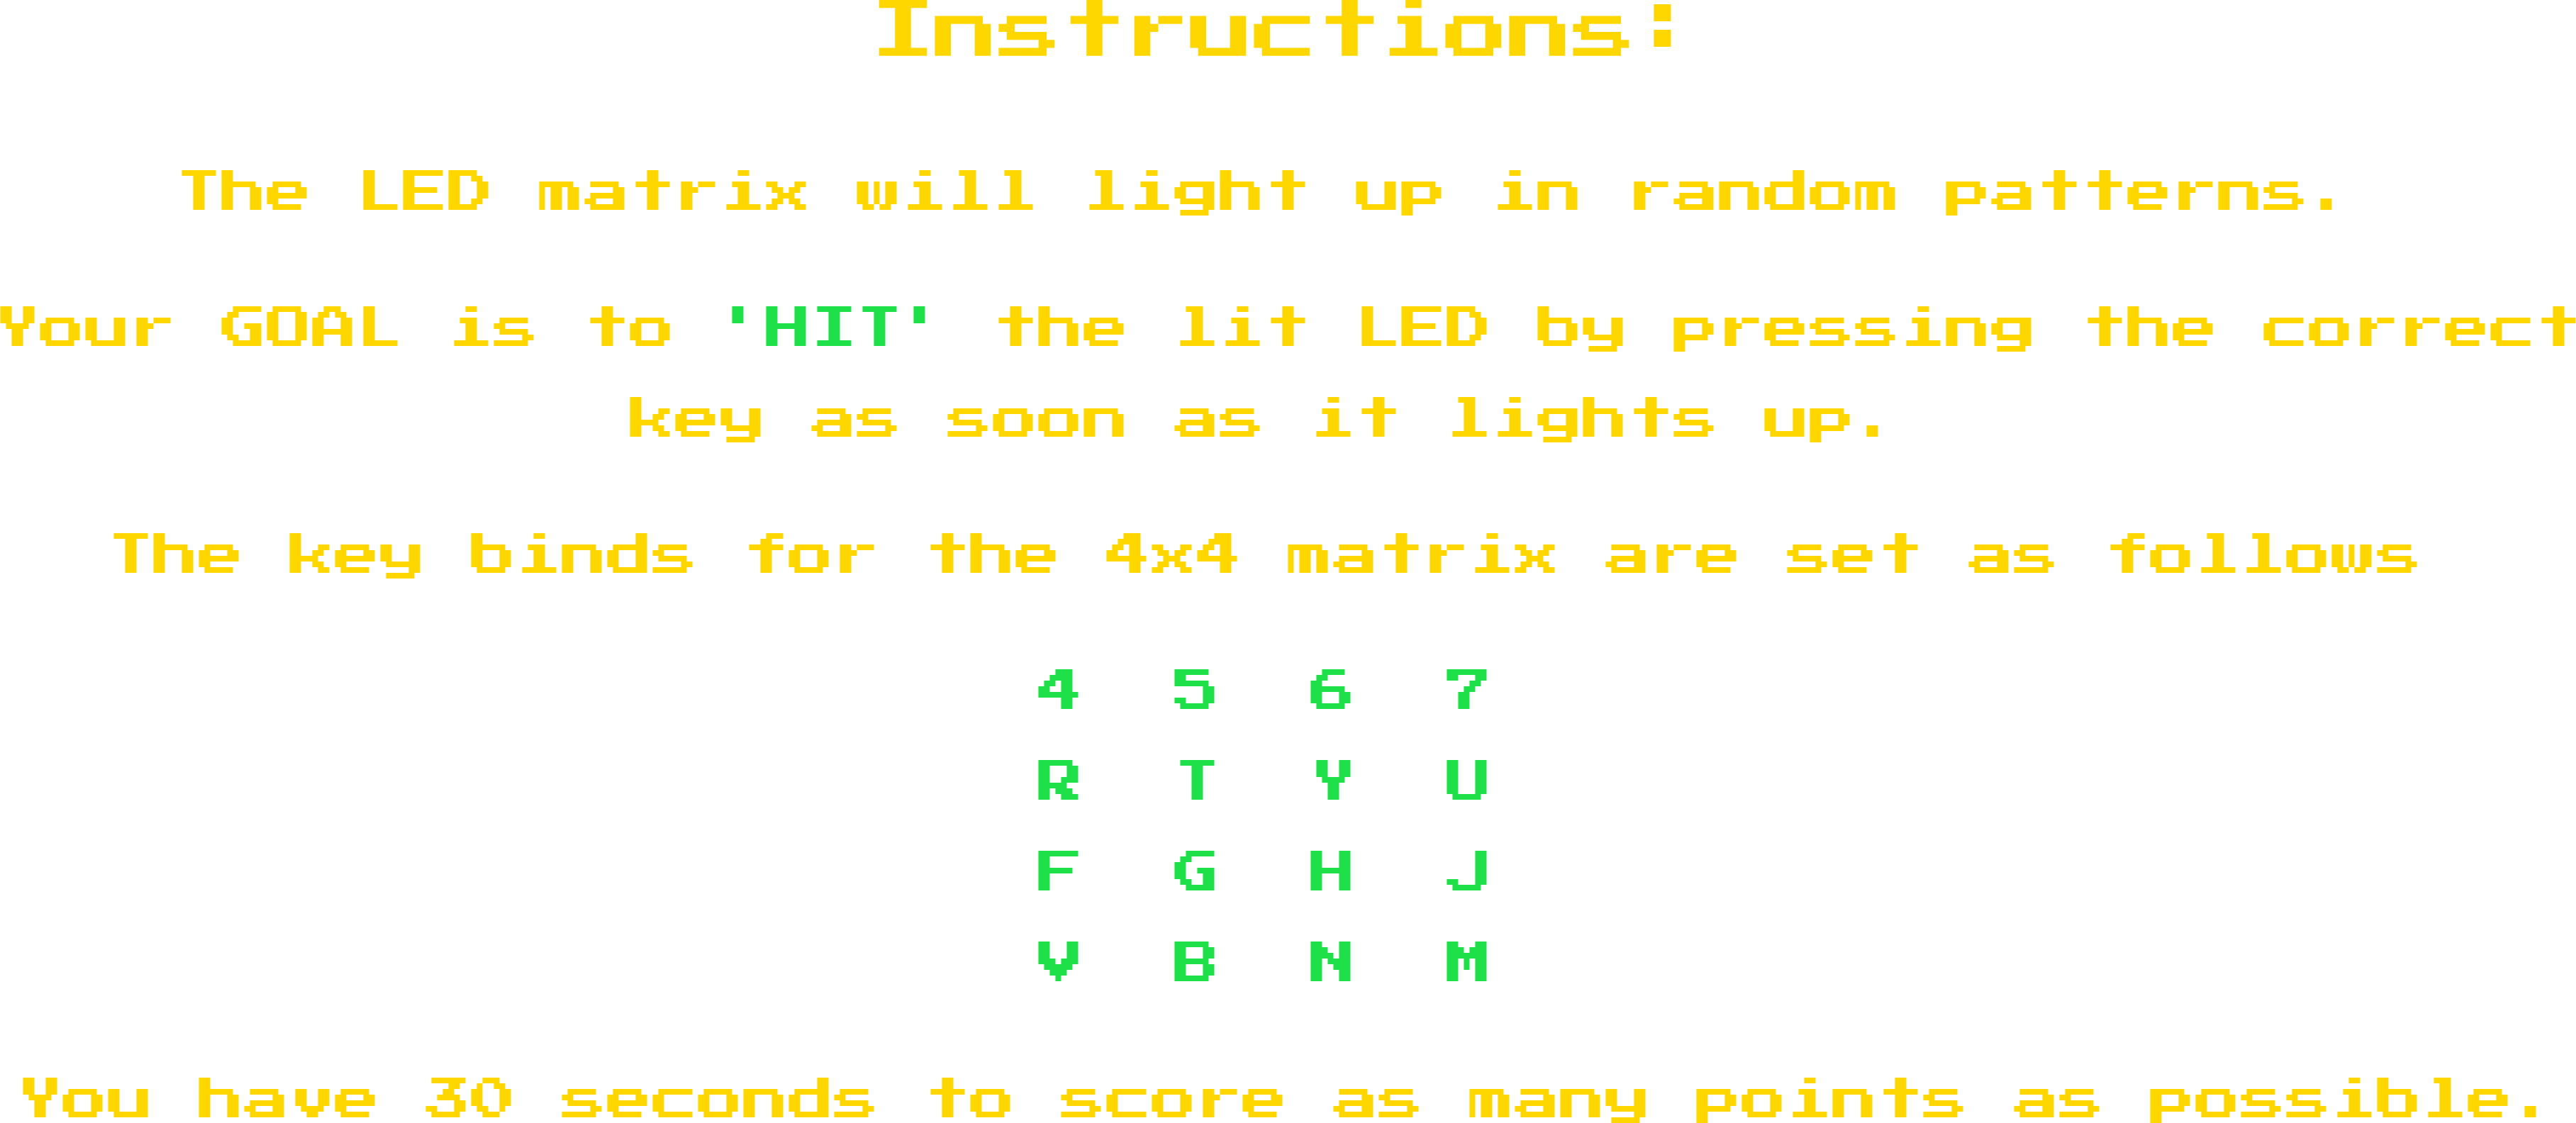 Instructions:
The LED matrix will light up in random patterns.
Your GOAL is to 'HIT' the lit LED by pressing the correct
key as soon as it lights up.
The key binds for the 4x4 matrix are set as follows
4 5 6 7
R T Y U
F G H J
V B N M
You have 30 seconds to score as many points as possible.